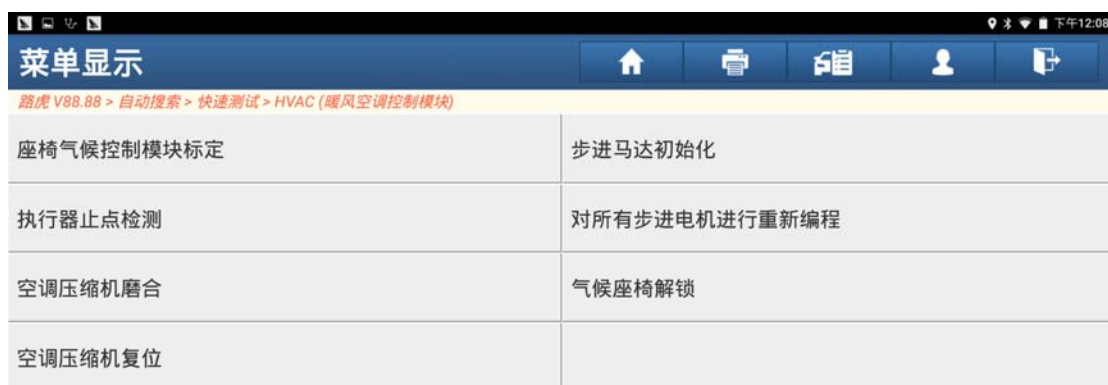 下午12:08
菜单显示
路虎 V88.88 > 自动搜索 > 快速测试 > HVAC (暖风空调控制模块)
座椅气候控制模块标定
步进马达初始化
执行器止点检测
对所有步进电机进行重新编程
空调压缩机磨合
气候座椅解锁
空调压缩机复位